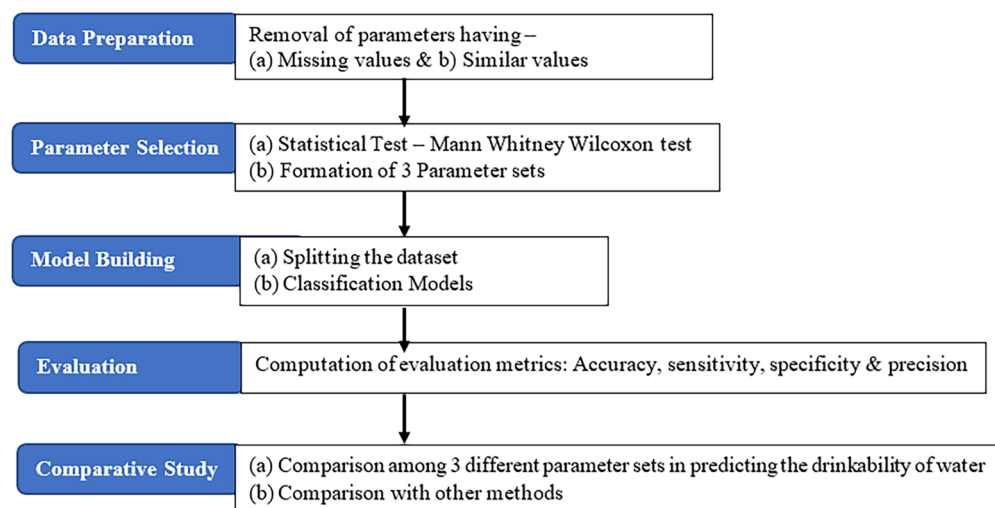 Data Preparation
Removal of parameters having –
(a) Missing values & b) Similar values
Parameter Selection
(a) Statistical Test – Mann Whitney Wilcoxon test
(b) Formation of 3 Parameter sets
Model Building
(a) Splitting the dataset
(b) Classification Models
Evaluation
Computation of evaluation metrics: Accuracy, sensitivity, specificity & precision
Comparative Study
(a) Comparison among 3 different parameter sets in predicting the drinkability of water
(b) Comparison with other methods